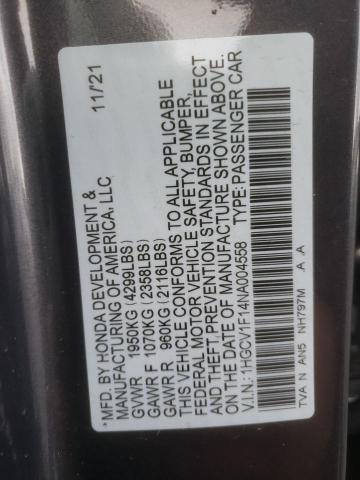 *MFD. BY HONDA DEVELOPMENT & 11/'21
MANUFACTURING OF AMERICA, LLC
GVWR 1950KG (4299LBS)
GAWR F 1070KG (2358LBS)
GAWR R 960KG (2116LBS)
THIS VEHICLE CONFORMS TO ALL APPLICABLE
FEDERAL MOTOR VEHICLE SAFETY, BUMPER,
AND THEFT PREVENTION STANDARDS IN EFFECT
ON THE DATE OF MANUFACTURE SHOWN ABOVE.
V.I.N.: 1HGCV1F14NA004558 TYPE: PASSENGER CAR
TVA N AN5 NH797M A A